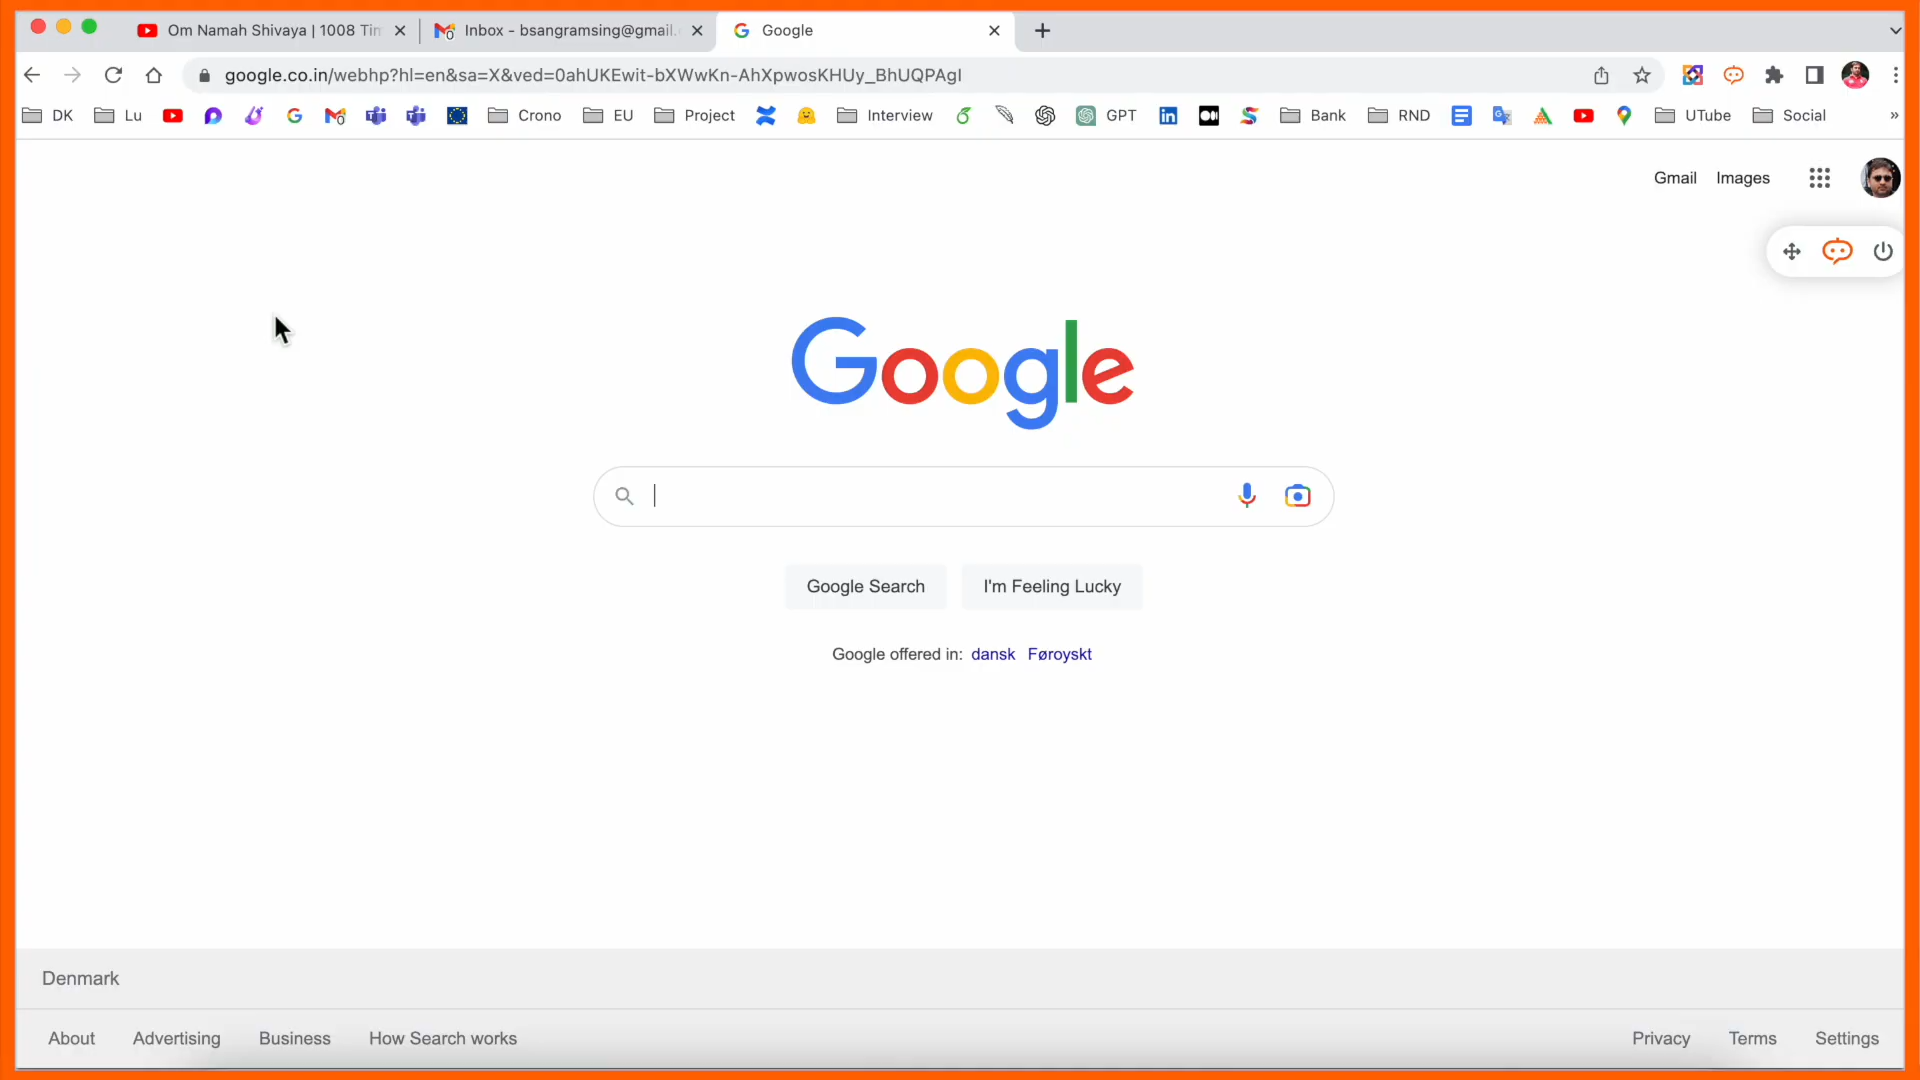 Om Namah Shivaya | 1008 Tim
Inbox - bsangramsing@gmail.
Google
google.co.in/webhp?hl=en&sa=X&ved=0ahUKEwit-bXWwKn-AhXpwosKHUy_BhUQPAgI
DK Lu Crono EU Project Interview GPT Bank RND UTube Social »
Gmail Images
Google
Google Search I'm Feeling Lucky
Google offered in: dansk Føroyskt
Denmark
About Advertising Business How Search works Privacy Terms Settings